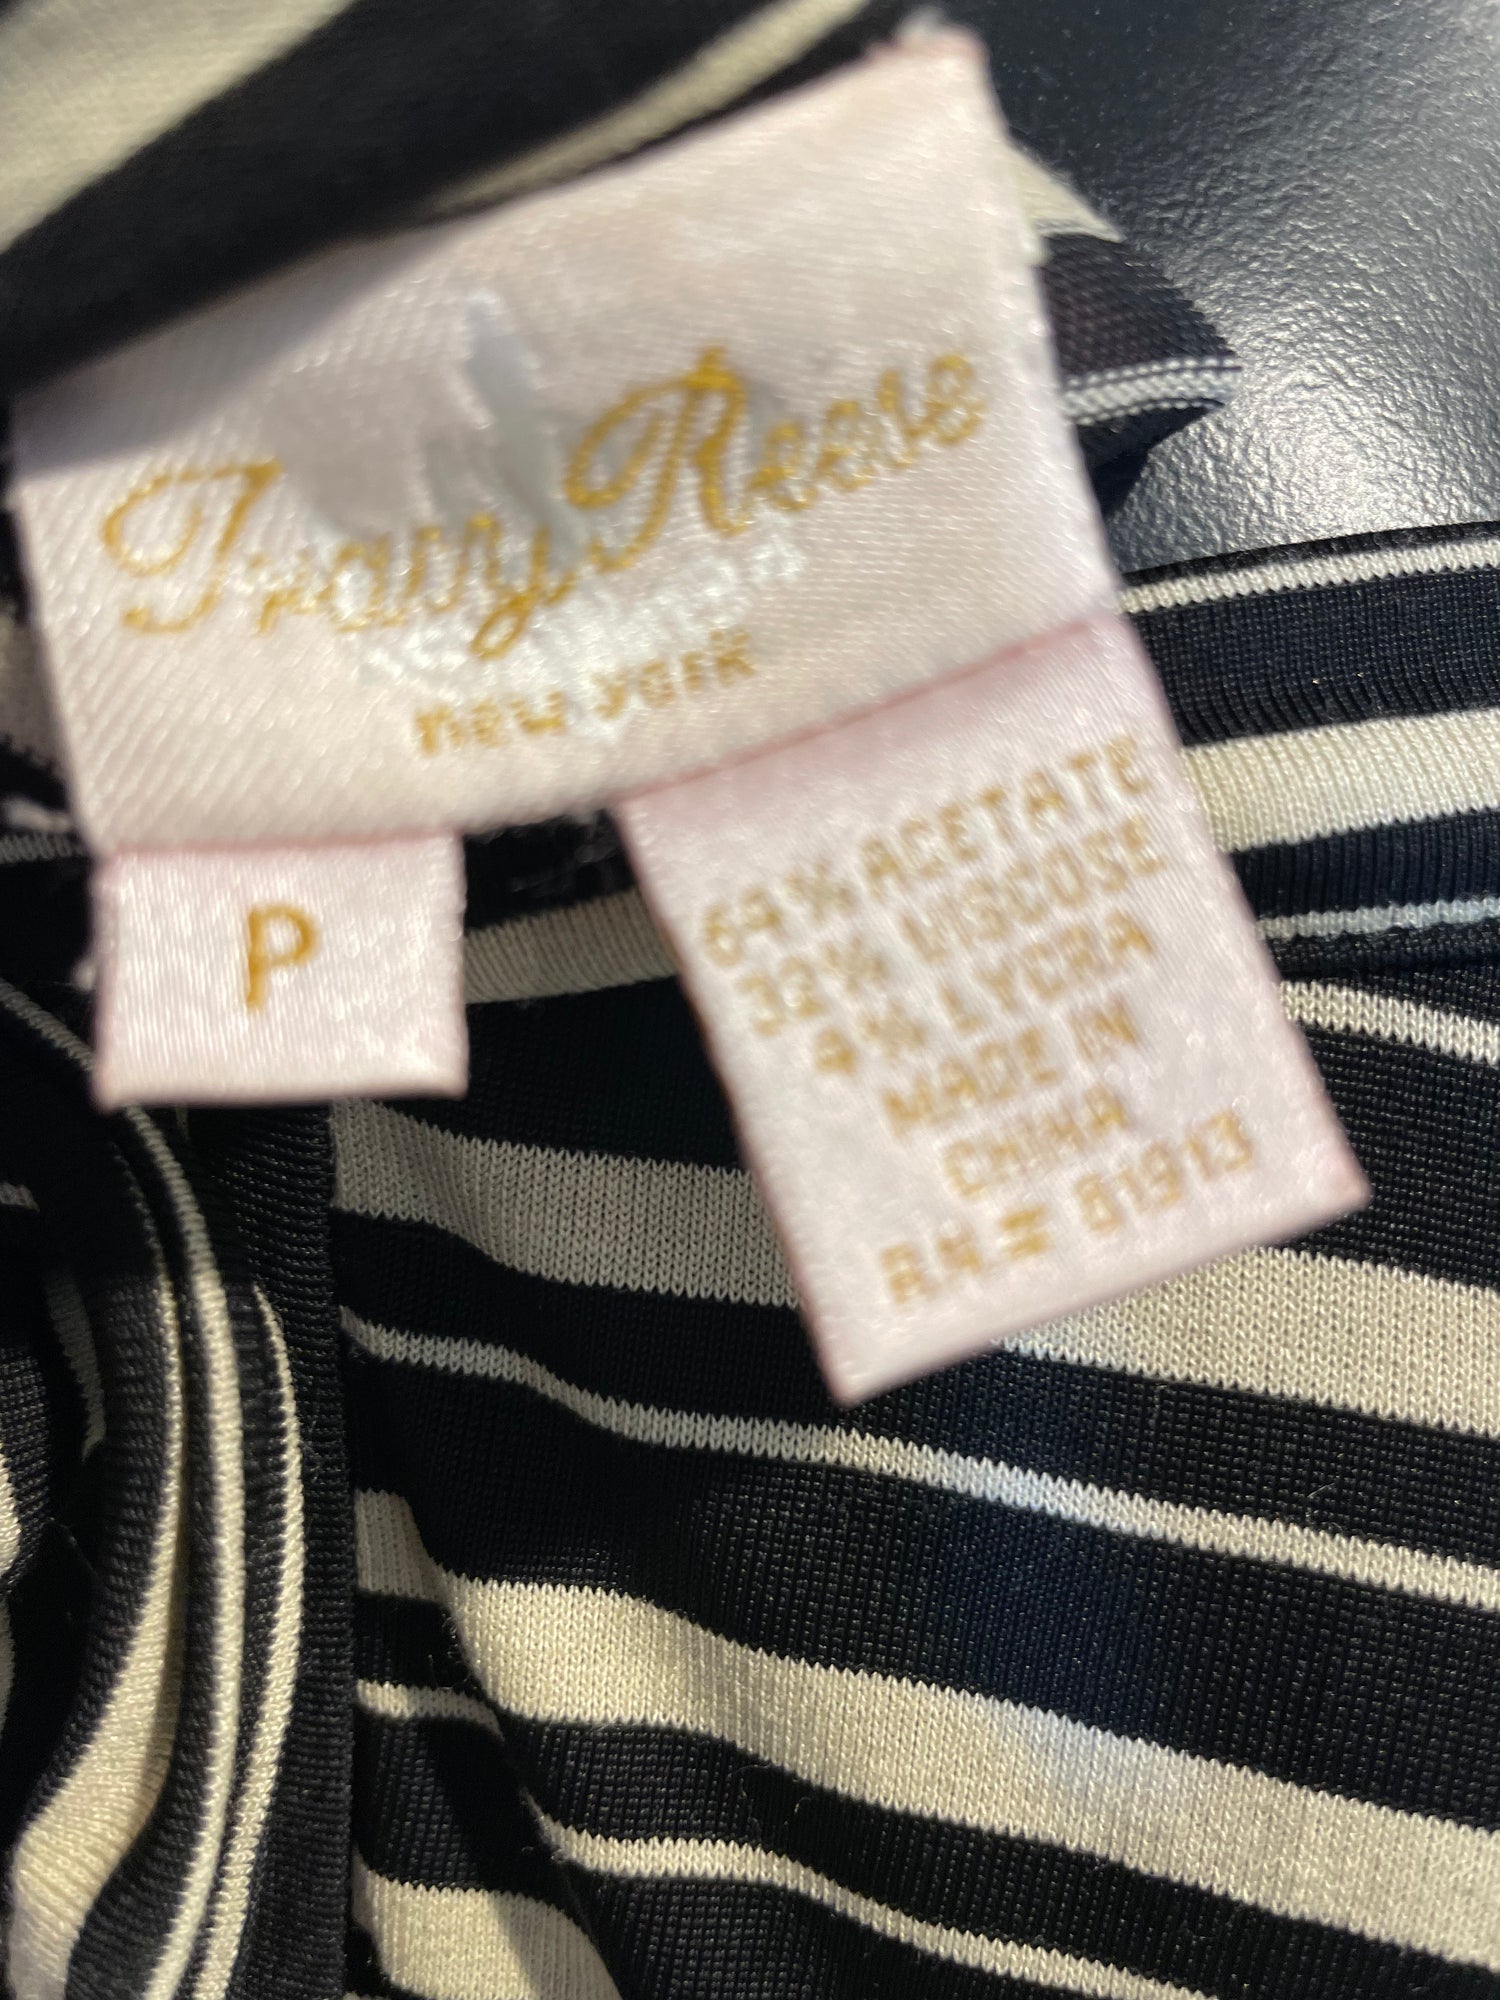 Tracy Reese
new york
P
64% ACETATE
32% VISCOSE
4% LYCRA
MADE IN
CHINA
RN# 81913